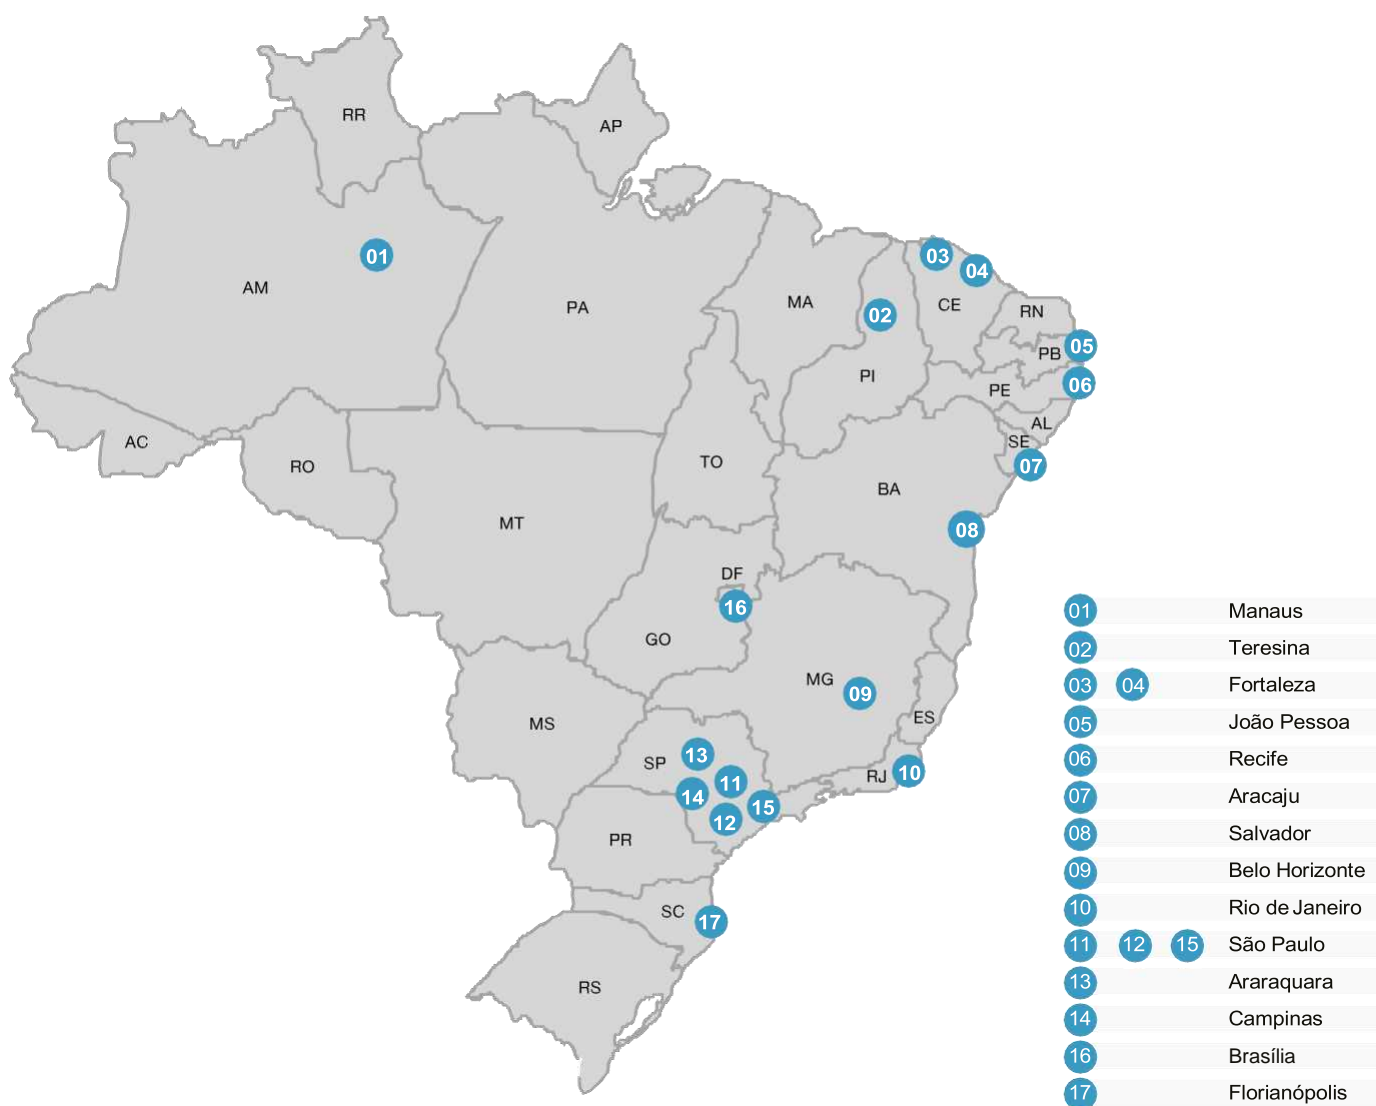 RR
AP
01
03
04
AM
PA
MA
02
CE
RN
05
PB
PI
06
PE
AL
AC
SE
RO
TO
07
BA
MT
08
DF
16
GO
MG
09
MS
ES
SP
13
RJ
10
11
14
15
12
PR
SC
17
RS
01 Manaus
02 Teresina
03 04 Fortaleza
05 João Pessoa
06 Recife
07 Aracaju
08 Salvador
09 Belo Horizonte
10 Rio de Janeiro
11 12 15 São Paulo
13 Araraquara
14 Campinas
16 Brasília
17 Florianópolis